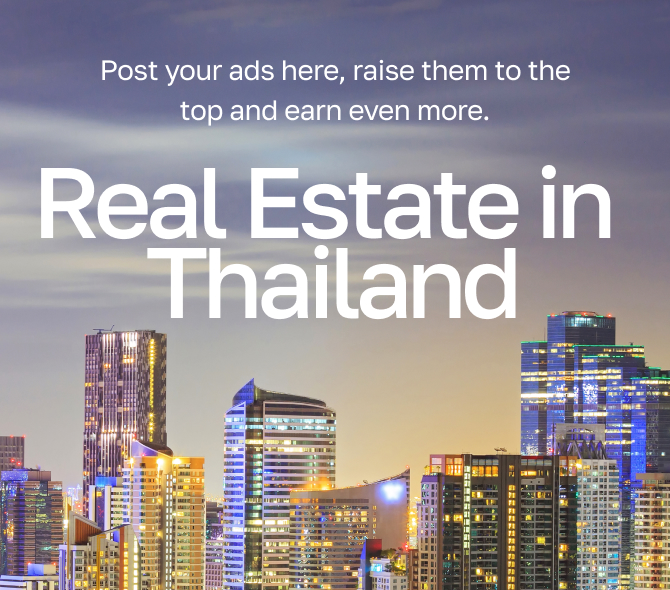 Post your ads here, raise them to the
top and earn even more.
Real Estate in
Thailand